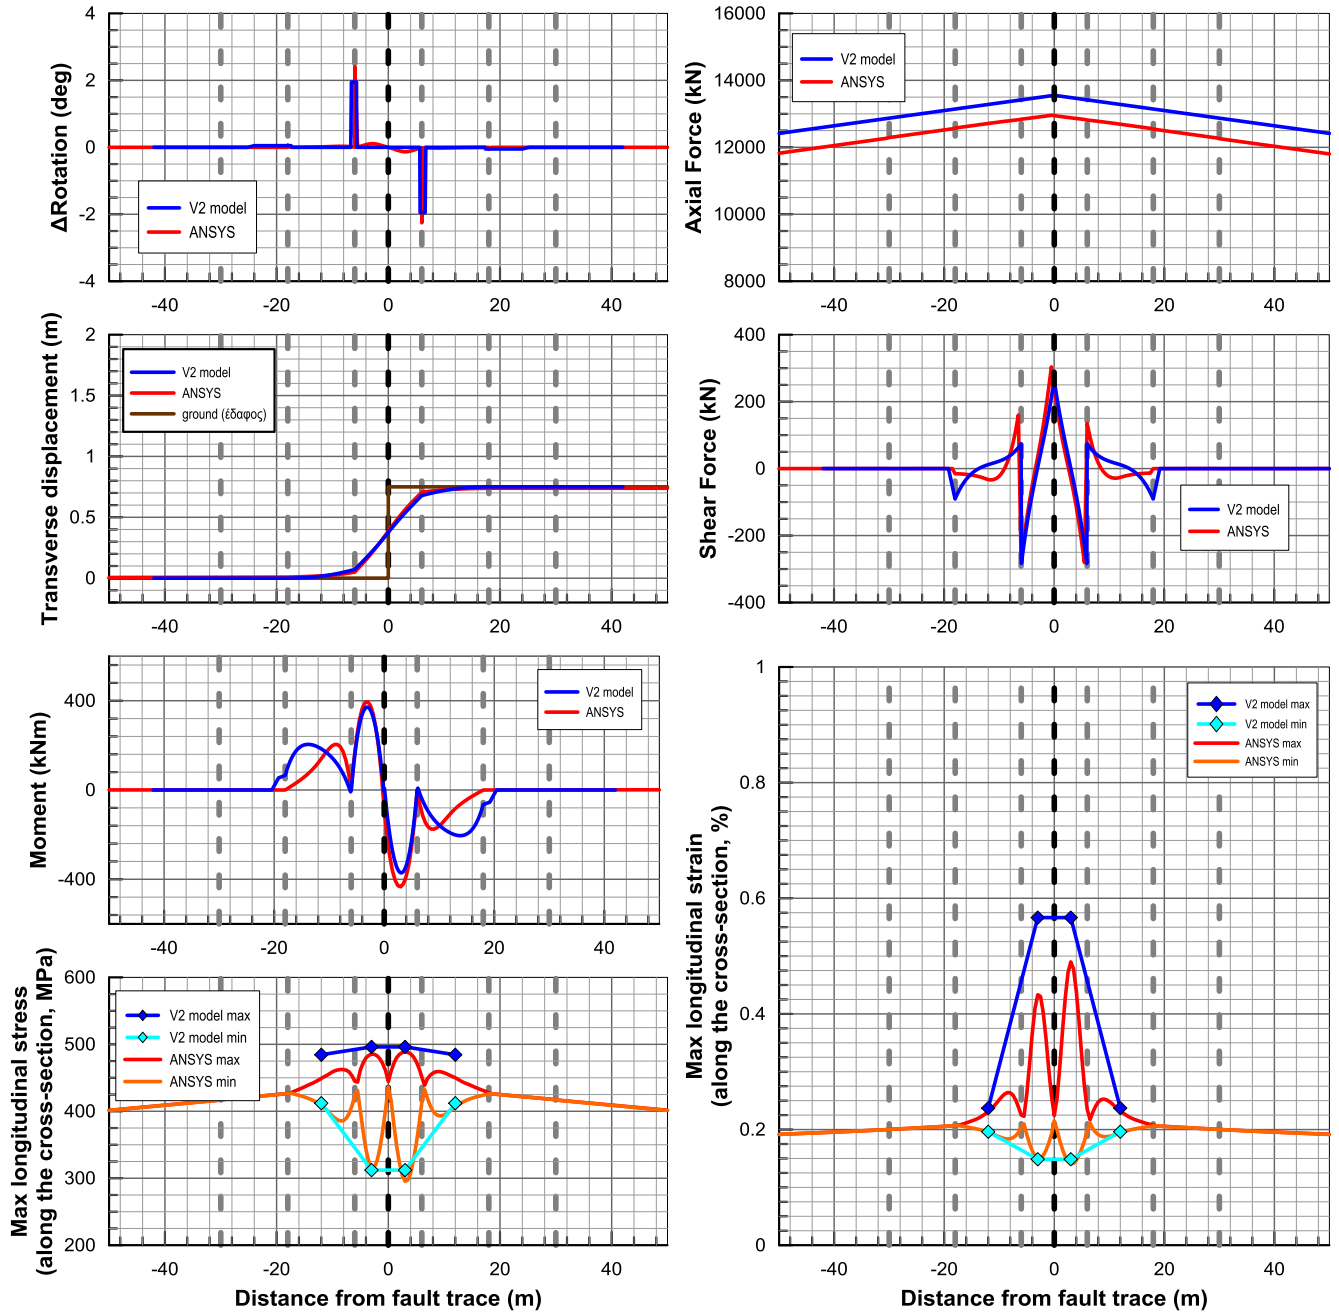 ΔRotation (deg)
4
2
0
-2
-4
V2 model
ANSYS
-40
-20
0
20
40
Axial Force (kN)
16000
14000
12000
10000
8000
V2 model
ANSYS
-40
-20
0
20
40
Transverse displacement (m)
2
1.5
1
0.5
0
V2 model
ANSYS
ground (έδαφος)
-40
-20
0
20
40
Shear Force (kN)
400
200
0
-200
-400
V2 model
ANSYS
-40
-20
0
20
40
Moment (kNm)
400
0
-400
V2 model
ANSYS
-40
-20
0
20
40
Max longitudinal stress
(along the cross-section, MPa)
600
500
400
300
200
V2 model max
V2 model min
ANSYS max
ANSYS min
-40
-20
0
20
40
Distance from fault trace (m)
Max longitudinal strain
(along the cross-section, %)
1
0.8
0.6
0.4
0.2
0
V2 model max
V2 model min
ANSYS max
ANSYS min
-40
-20
0
20
40
Distance from fault trace (m)